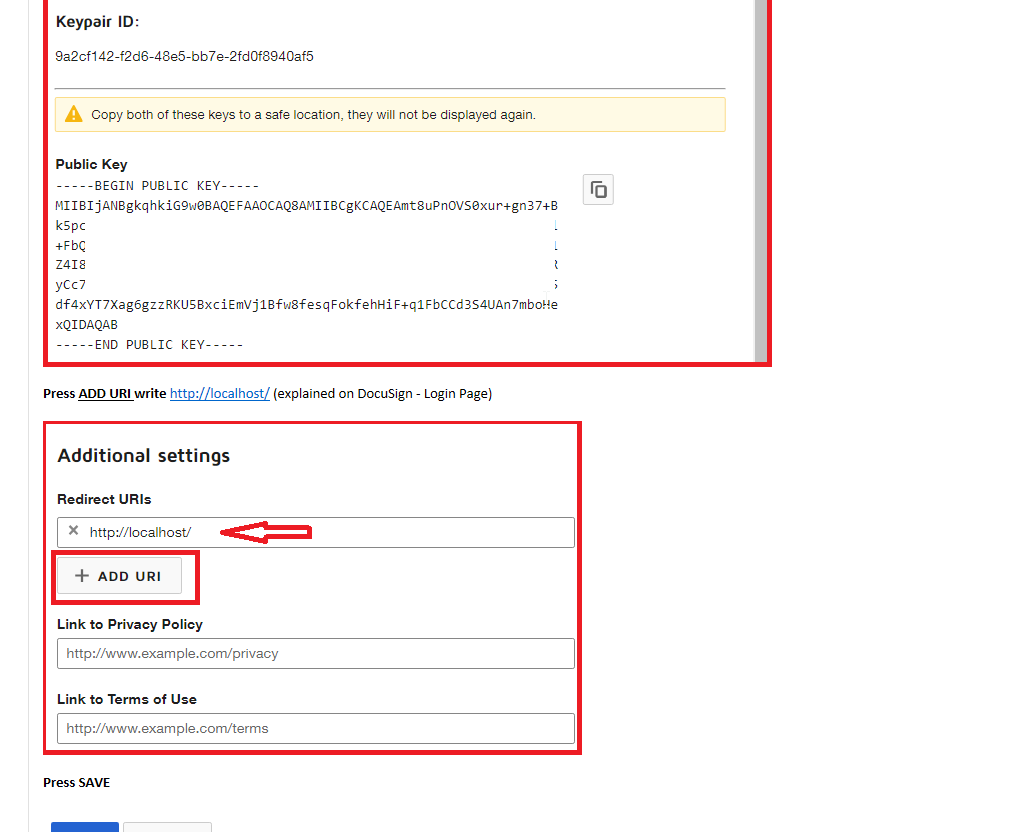 Keypair ID:
9a2cf142-f2d6-48e5-bb7e-2fd0f8940af5
Copy both of these keys to a safe location, they will not be displayed again.
Public Key
-----BEGIN PUBLIC KEY-----
MIIBIjANBgkqhkiG9w0BAQEFAAOCAQ8AMIIBCgKCAQEAmt8uPnOVS0xur+gn37+B
k5pc
+FbQ
Z4I8
yCc7
df4xYT7Xag6gzzRKU5BxciEmVj1Bfw8fesqFokfehHiF+q1FbCCd3S4UAn7mboHe
xQIDAQAB
-----END PUBLIC KEY-----
Press ADD URI write http://localhost/ (explained on DocuSign - Login Page)
Additional settings
Redirect URIs
http://localhost/
ADD URI
Link to Privacy Policy
http://www.example.com/privacy
Link to Terms of Use
http://www.example.com/terms
Press SAVE